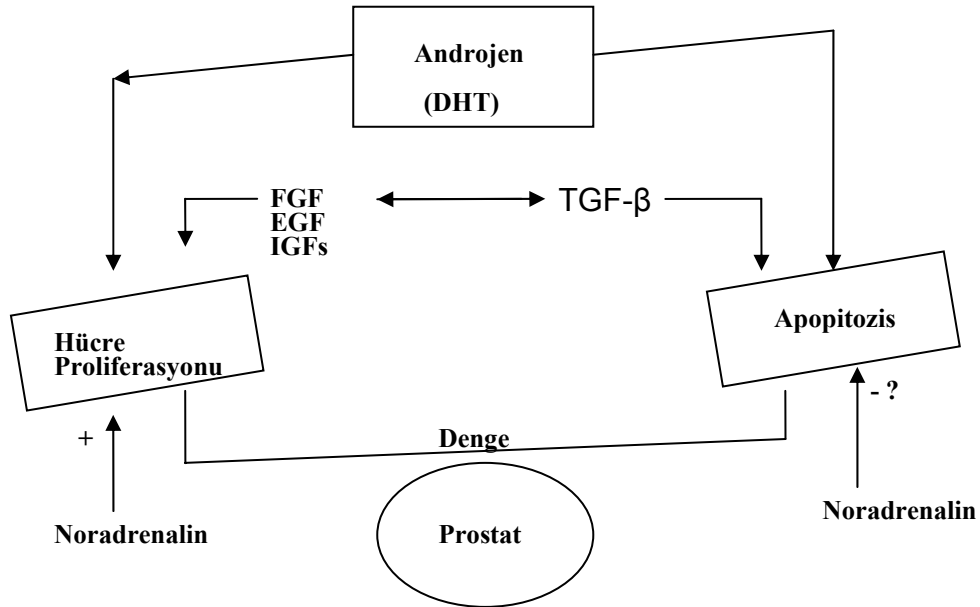 Androjen
(DHT)
FGF
EGF
IGFs
TGF-β
Hücre
Proliferasyonu
Apopitozis
- ?
+
Denge
Noradrenalin
Prostat
Noradrenalin